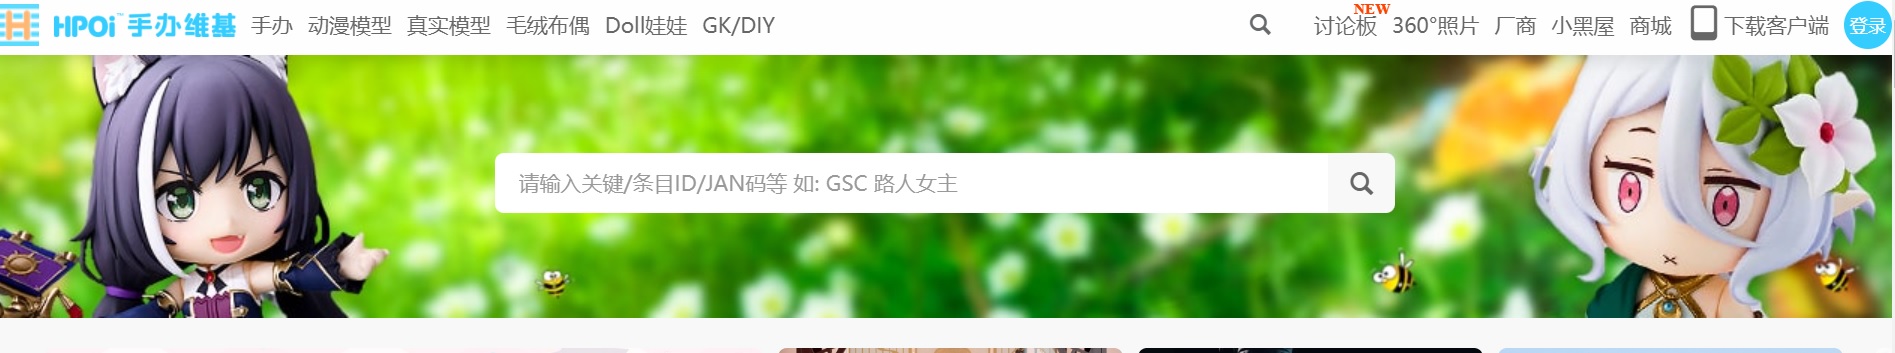 HPOi 手办维基 手办 动漫模型 真实模型 毛绒布偶 Doll娃娃 GK/DIY 讨论板 NEW 360°照片 厂商 小黑屋 商城 下载客户端 登录
请输入关键/条目ID/JAN码等 如: GSC 路人女主